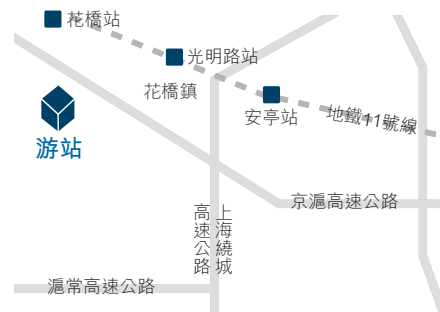 花橋站
光明路站
花橋鎮
安亭站
地鐵11號線
游站
京滬高速公路
上海繞城
高速公路
滬常高速公路